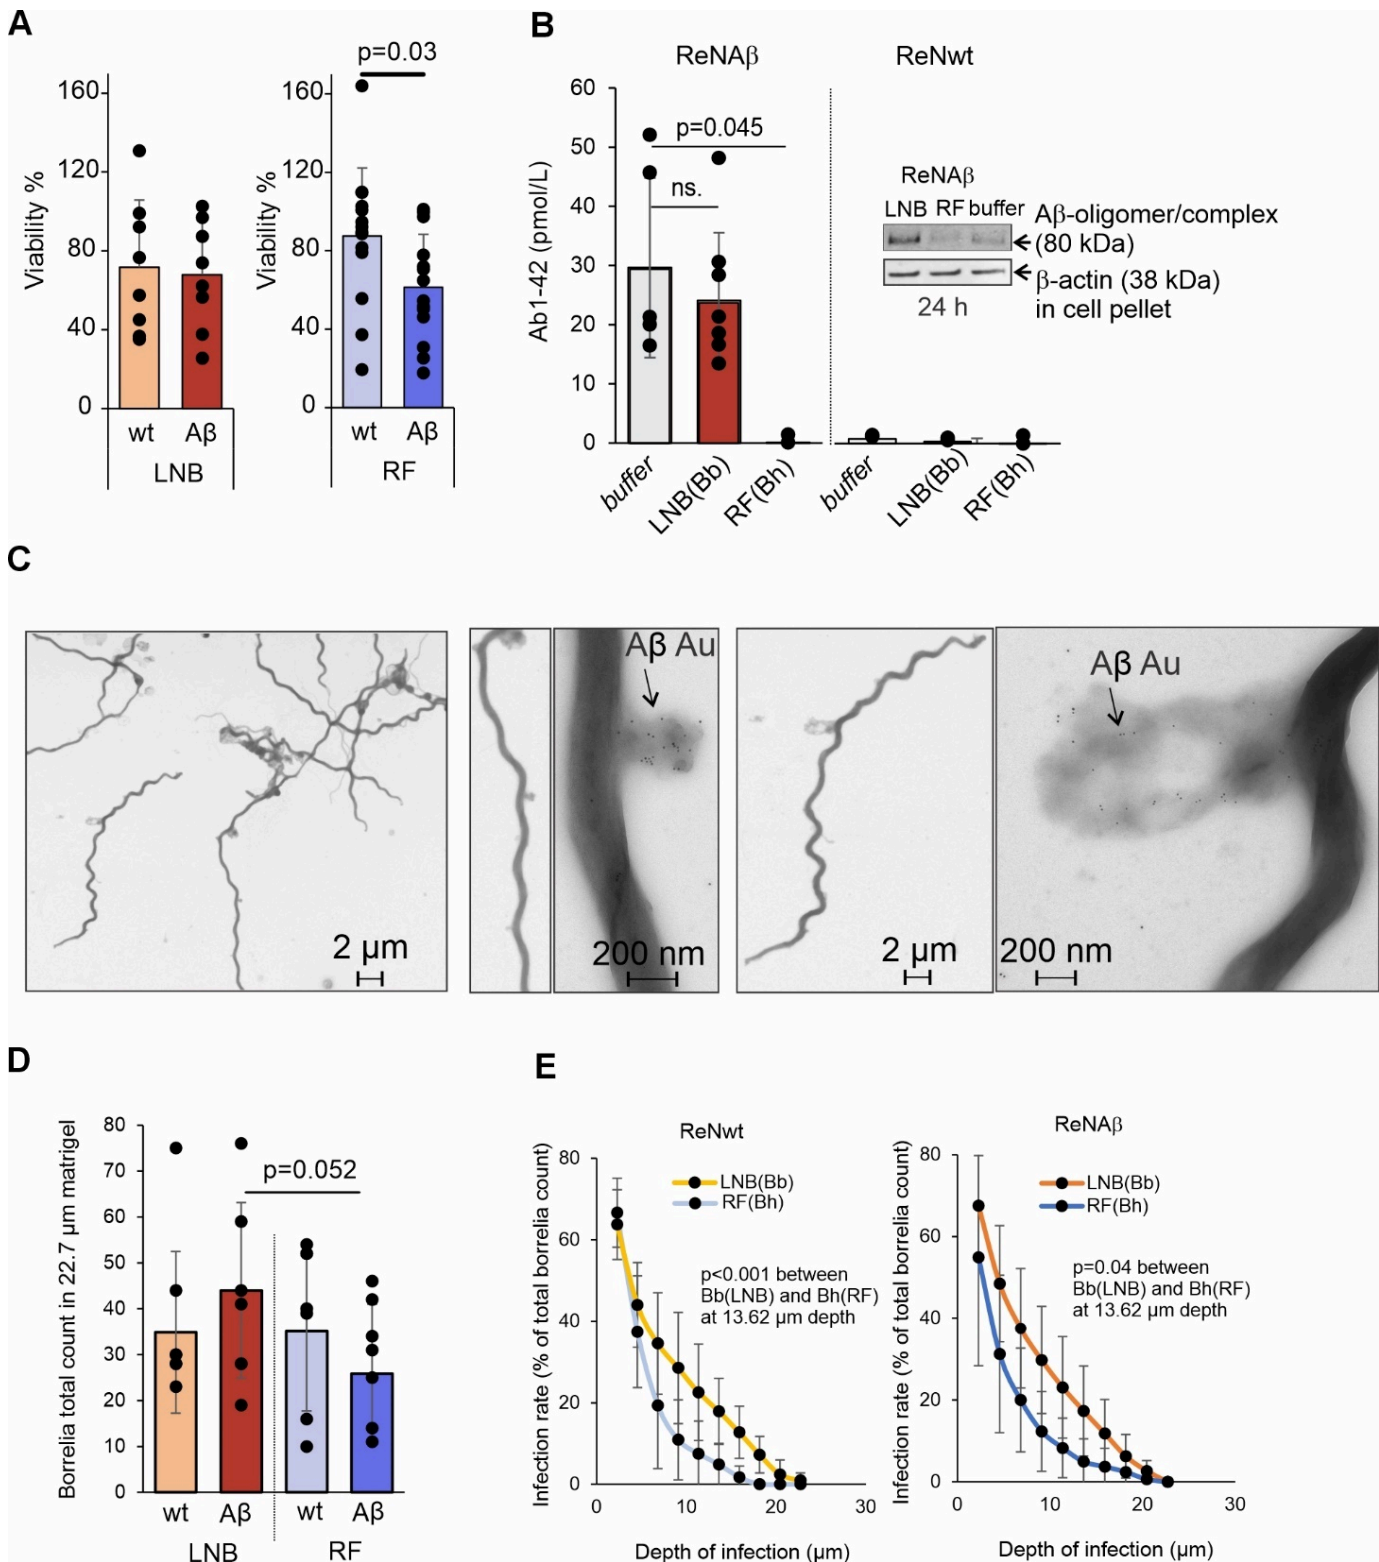 A
Viability %
160
120
80
40
0
wt
Aβ
LNB
p=0.03
Viability %
160
120
80
40
0
wt
Aβ
RF
B
ReNAβ
ReNwt
Ab1-42 (pmol/L)
60
50
40
30
20
10
0
p=0.045
ns.
buffer
LNB(Bb)
RF(Bh)
buffer
LNB(Bb)
RF(Bh)
ReNAβ
LNB RF buffer
Aβ-oligomer/complex
(80 kDa)
β-actin (38 kDa)
in cell pellet
24 h
C
2 µm
Aβ Au
200 nm
2 µm
Aβ Au
200 nm
D
Borrelia total count in 22.7 µm matrigel
80
70
60
50
40
30
20
10
0
p=0.052
wt
Aβ
wt
Aβ
LNB
RF
E
ReNwt
Infection rate (% of total borrelia count)
80
60
40
20
0
LNB(Bb)
RF(Bh)
p<0.001 between
Bb(LNB) and Bh(RF)
at 13.62 µm depth
0
10
20
30
Depth of infection (µm)
ReNAβ
Infection rate (% of total borrelia count)
80
60
40
20
0
LNB(Bb)
RF(Bh)
p=0.04 between
Bb(LNB) and Bh(RF)
at 13.62 µm depth
0
10
20
30
Depth of infection (µm)